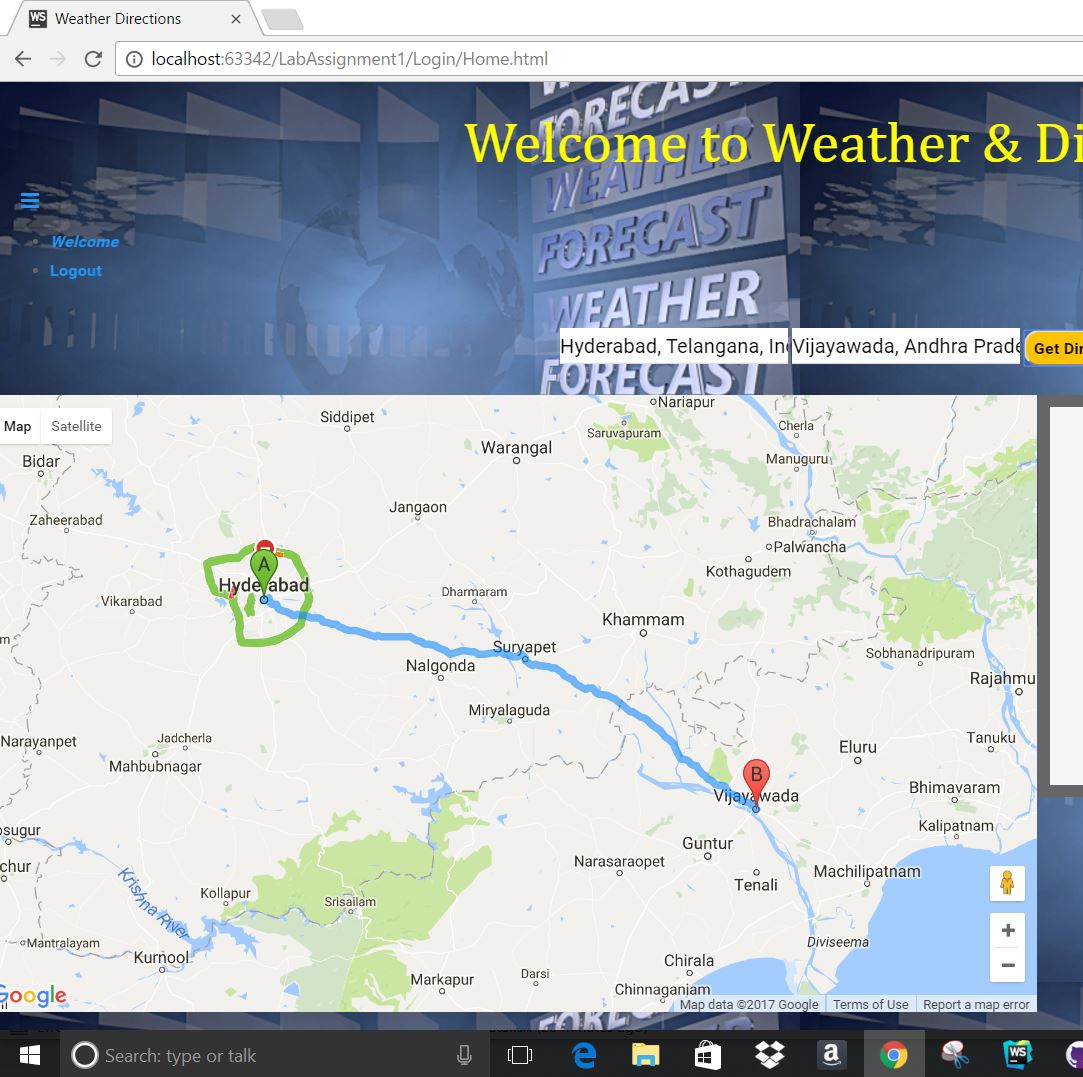 WS Weather Directions
localhost:63342/LabAssignment1/Login/Home.html
FORECAST
Welcome to Weather & Di
WEATHER
FORECAST
WEATHER
FORECAST
Welcome
Logout
Hyderabad, Telangana, In
Vijayawada, Andhra Prade
Get Dir
Map Satellite
Siddipet
Nariapur
Cherla
Saruvapuram
Warangal
Bidar
Manuguru
Jangaon
Zaheerabad
Bhadrachalam
Palwancha
A
Hyderabad
Kothagudem
Dharmaram
Vikarabad
Khammam
Suryapet
Sobhanadripuram
Nalgonda
Rajahmu
Miryalaguda
Jadcherla
Narayanpet
Tanuku
Eluru
Mahbubnagar
B
Vijayawada
Bhimavaram
osugur
Kalipatnam
Guntur
chur
Narasaraopet
Machilipatnam
Tenali
Krishna River
Kollapur
Srisailam
Mantralayam
Diviseema
Kurnool
Chirala
Markapur
Darsi
Chinnaganjam
Google
Map data ©2017 Google Terms of Use Report a map error
Search: type or talk
a
WS